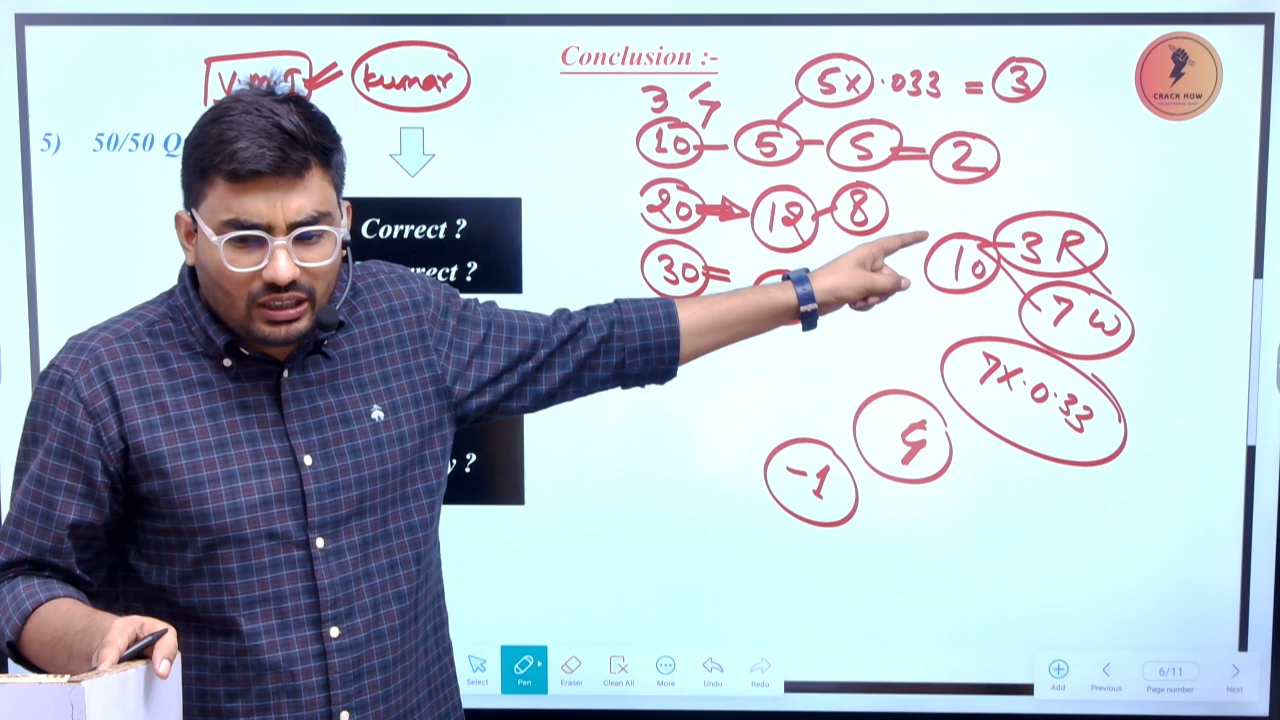 Conclusion :-
kumar
5x .033 = 3
CRACK NOW
3 7
5) 50/50 Q
10 - 5 - 5 = 2
20 → 12 - 8
Correct ?
10 - 3 R
rrect ?
30 =
7 W
7x.0.33
y ?
-1
Select
Pen
Eraser
Clean All
More
Undo
Redo
Add
Previous
6/11
Page number
Next